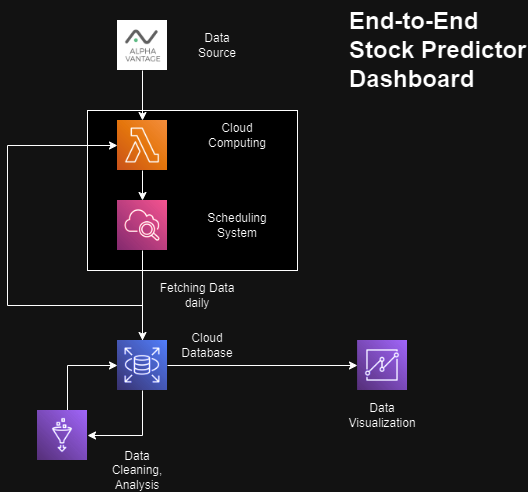 End-to-End
Stock Predictor
Dashboard
ALPHA
VANTAGE
Data
Source
Cloud
Computing
Scheduling
System
Fetching Data
daily
Cloud
Database
Data
Visualization
Data
Cleaning,
Analysis